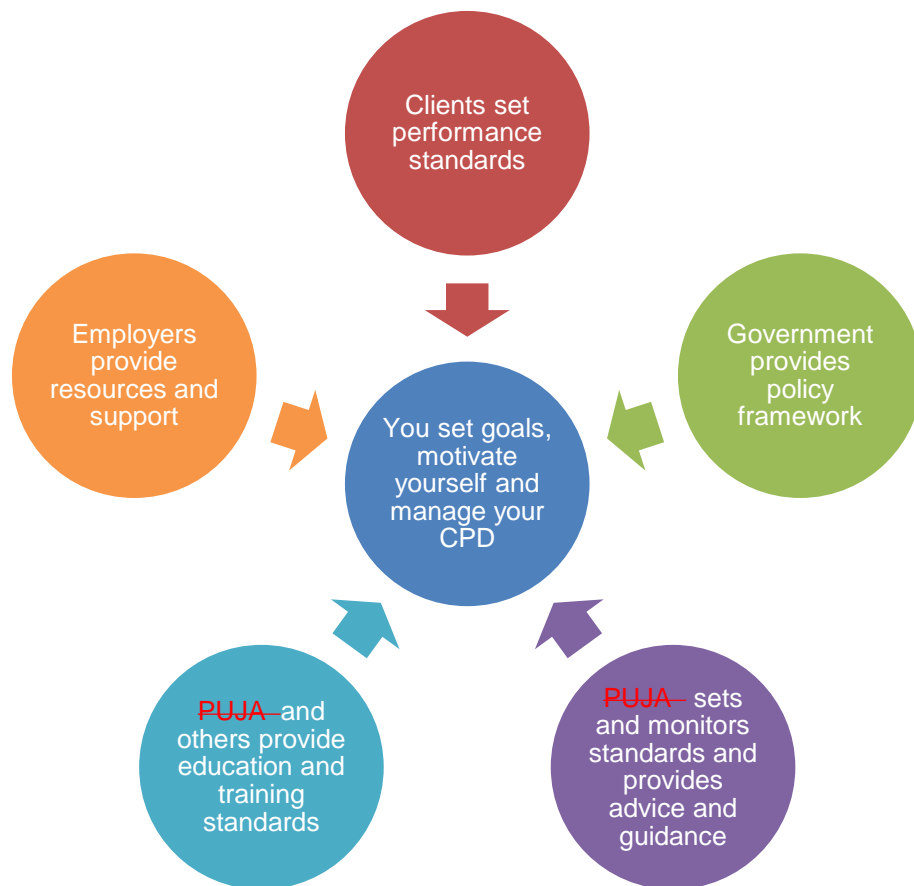 Clients set
performance
standards
Employers
provide
resources and
support
Government
provides
policy
framework
You set goals,
motivate
yourself and
manage your
CPD
PUJA and
others provide
education and
training
standards
PUJA sets
and monitors
standards and
provides
advice and
guidance